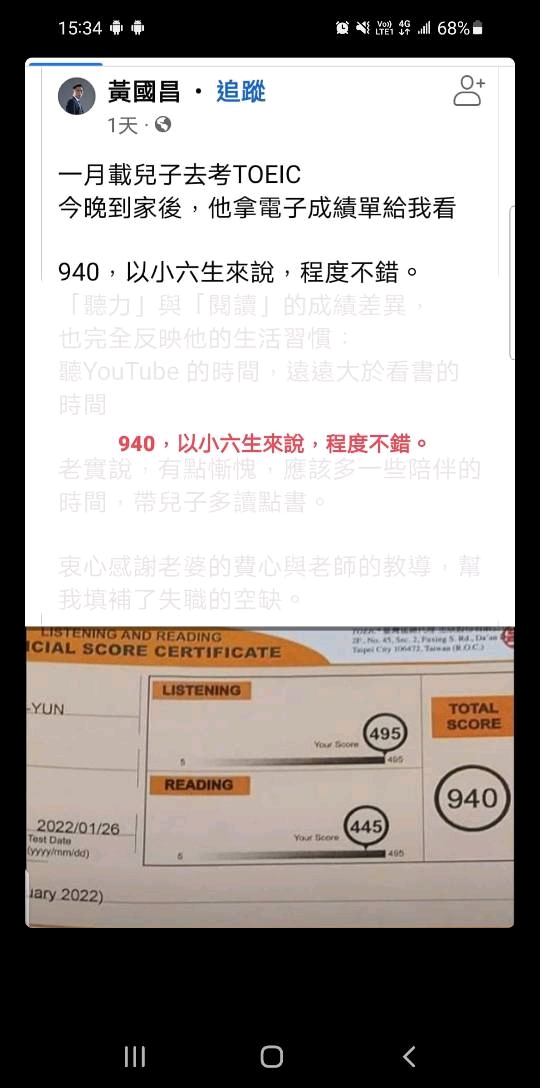 15:34
Vo)) LTE1 4G 68%
黃國昌 · 追蹤
1天 ·
一月載兒子去考TOEIC
今晚到家後，他拿電子成績單給我看
940，以小六生來說，程度不錯。
「聽力」與「閱讀」的成績差異，
也完全反映他的生活習慣：
聽YouTube 的時間，遠遠大於看書的
時間
940，以小六生來說，程度不錯。
老實說，有點慚愧，應該多一些陪伴的
時間，帶兒子多讀點書。
衷心感謝老婆的費心與老師的教導，幫
我填補了失職的空缺。
LISTENING AND READING
ICIAL SCORE CERTIFICATE
2F., No. 45, Sec. 2, Fuxing S. Rd., Da'an
Taipei City 106472, Taiwan (R.O.C.)
-YUN
LISTENING
Your Score 495
5 495
TOTAL
SCORE
940
READING
Your Score 445
5 495
2022/01/26
Test Date
(yyyy/mm/dd)
uary 2022)